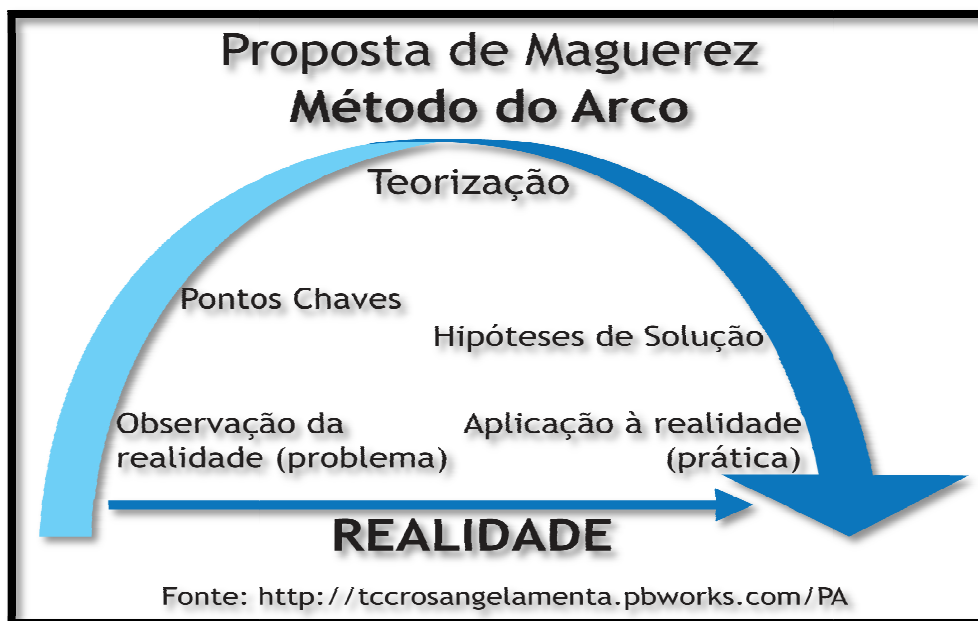 Proposta de Maguerez
Método do Arco
Teorização
Pontos Chaves
Hipóteses de Solução
Observação da
realidade (problema)
Aplicação à realidade
(prática)
REALIDADE
Fonte: http://tccrosangelamenta.pbworks.com/PA